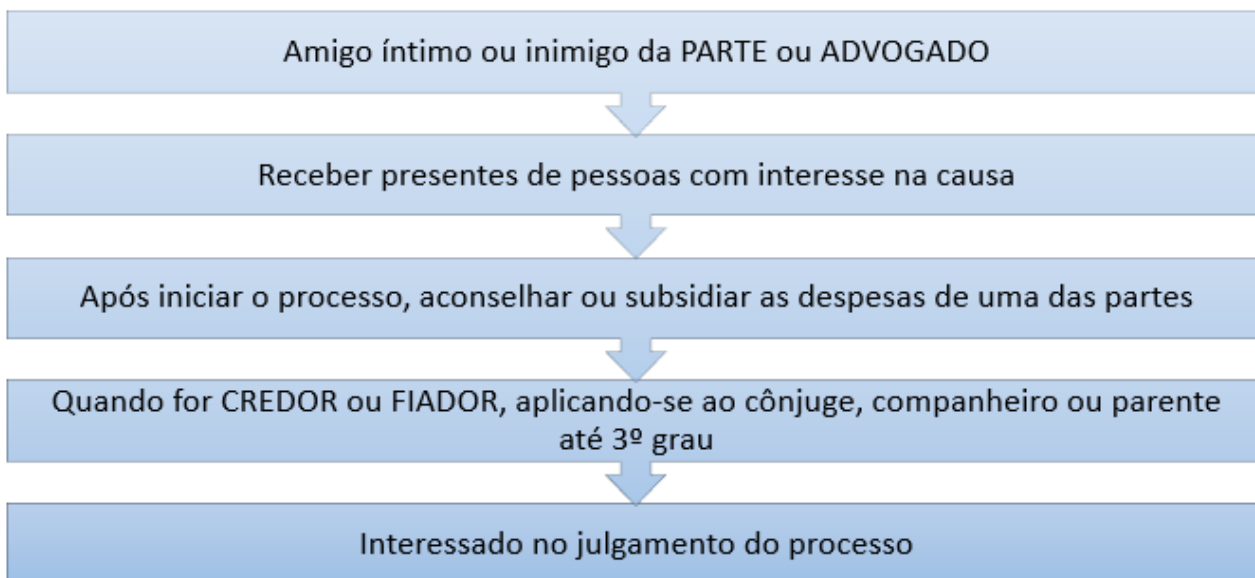 Amigo íntimo ou inimigo da PARTE ou ADVOGADO
Receber presentes de pessoas com interesse na causa
Após iniciar o processo, aconselhar ou subsidiar as despesas de uma das partes
Quando for CREDOR ou FIADOR, aplicando-se ao cônjuge, companheiro ou parente
até 3º grau
Interessado no julgamento do processo